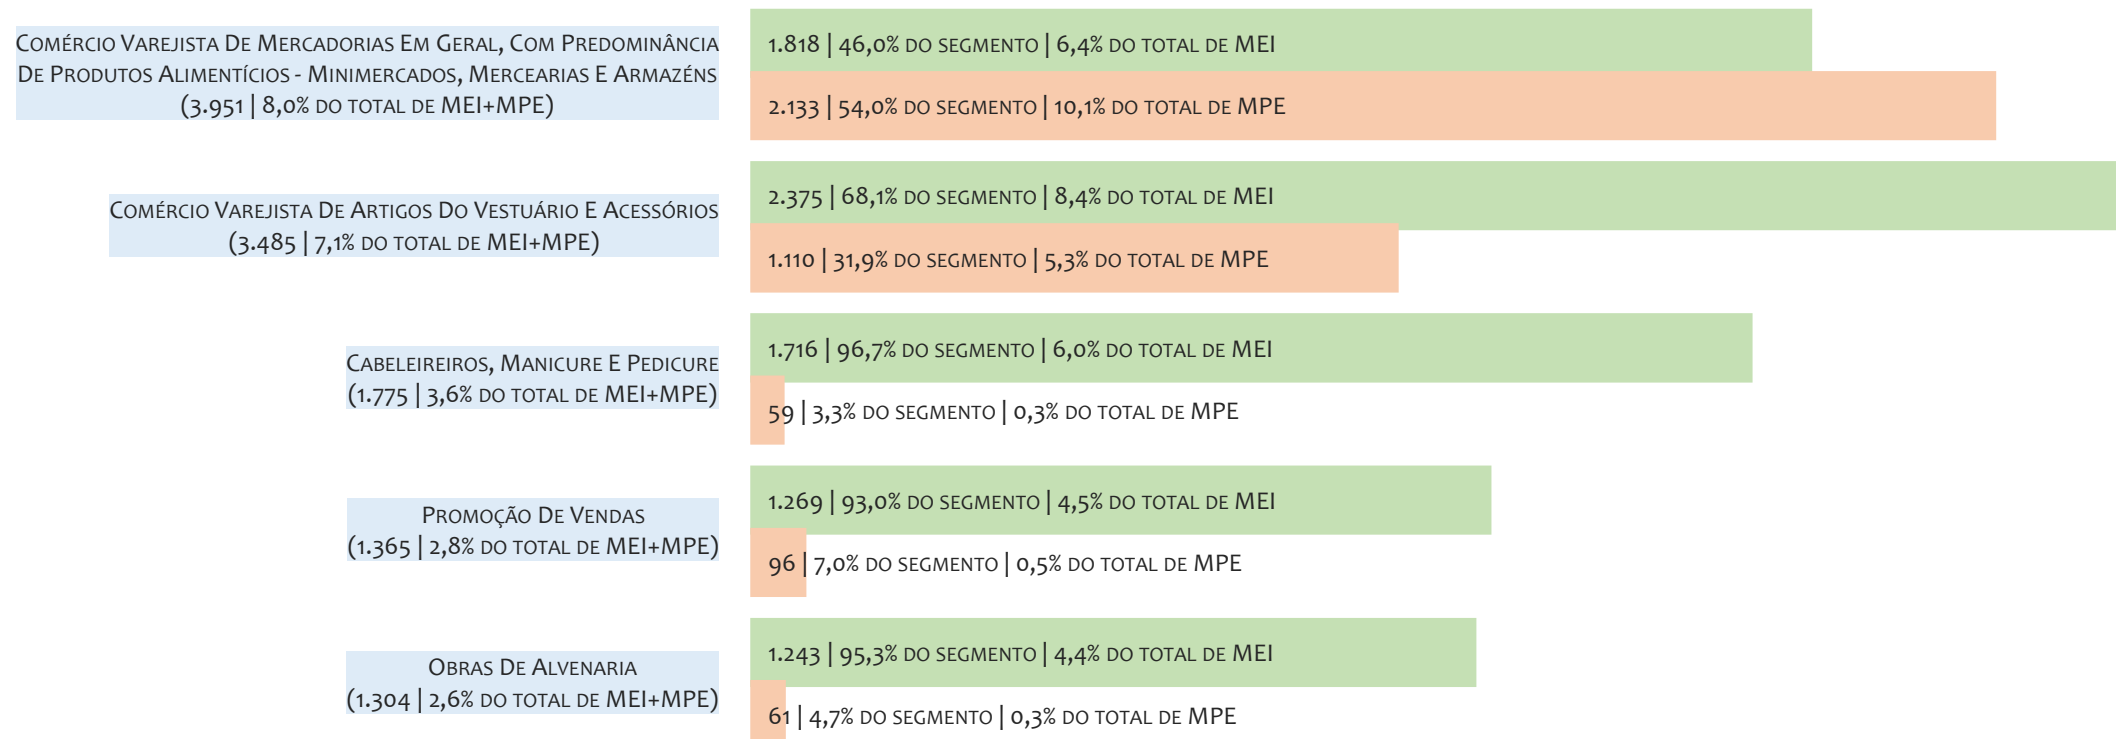 Comércio Varejista De Mercadorias Em Geral, Com Predominância
De Produtos Alimentícios - Minimercados, Mercearias E Armazéns
(3.951 | 8,0% do total de MEI+MPE)
1.818 | 46,0% do segmento | 6,4% do total de MEI
2.133 | 54,0% do segmento | 10,1% do total de MPE
Comércio Varejista De Artigos Do Vestuário E Acessórios
(3.485 | 7,1% do total de MEI+MPE)
2.375 | 68,1% do segmento | 8,4% do total de MEI
1.110 | 31,9% do segmento | 5,3% do total de MPE
Cabeleireiros, Manicure E Pedicure
(1.775 | 3,6% do total de MEI+MPE)
1.716 | 96,7% do segmento | 6,0% do total de MEI
59 | 3,3% do segmento | 0,3% do total de MPE
Promoção De Vendas
(1.365 | 2,8% do total de MEI+MPE)
1.269 | 93,0% do segmento | 4,5% do total de MEI
96 | 7,0% do segmento | 0,5% do total de MPE
Obras De Alvenaria
(1.304 | 2,6% do total de MEI+MPE)
1.243 | 95,3% do segmento | 4,4% do total de MEI
61 | 4,7% do segmento | 0,3% do total de MPE